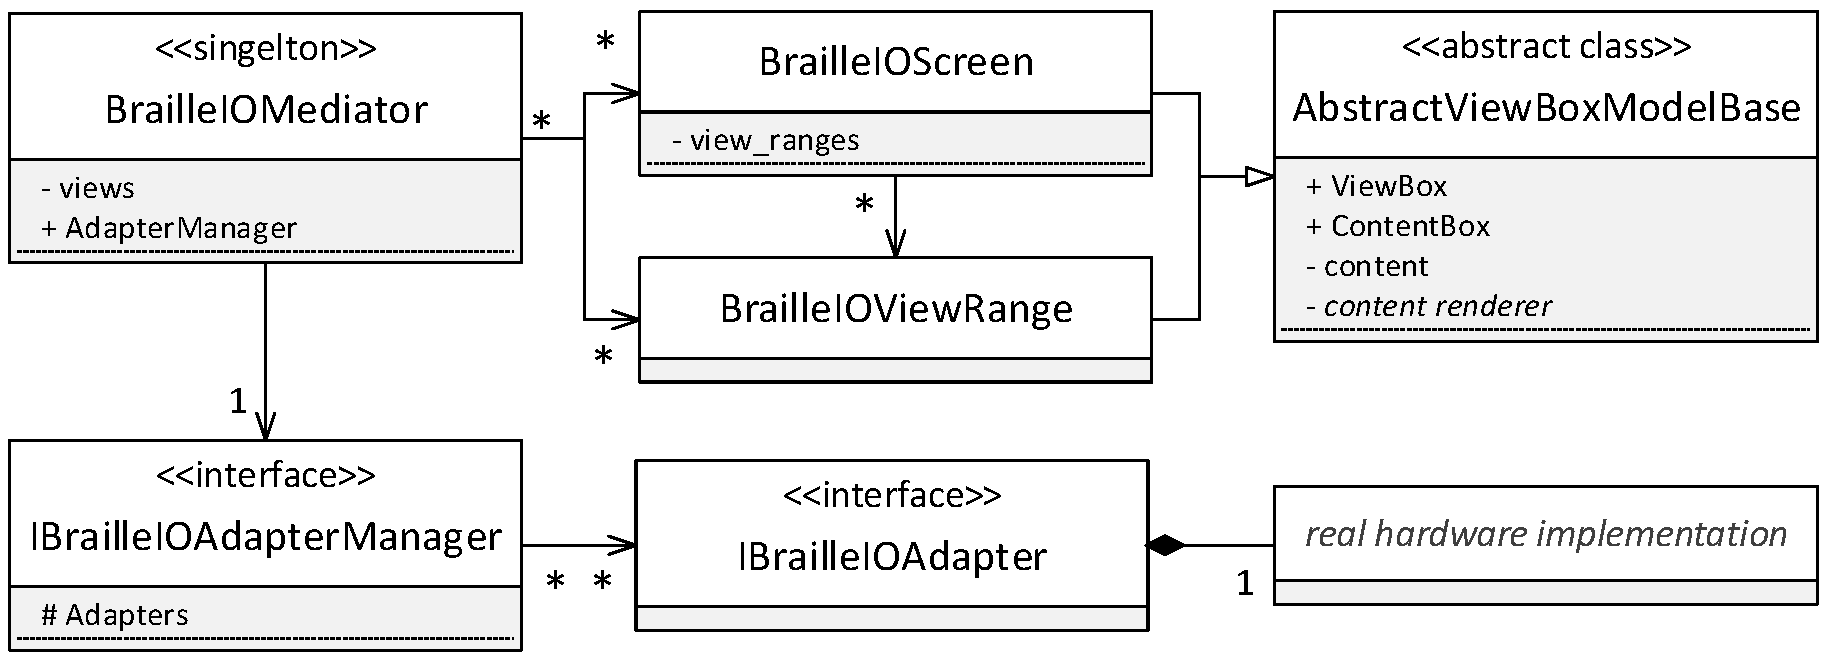 <<singelton>>
BrailleIOMediator
- views
+ AdapterManager
*
*
*
BrailleIOScreen
- view_ranges
*
BrailleIOViewRange
<<abstract class>>
AbstractViewBoxModelBase
+ ViewBox
+ ContentBox
- content
- content renderer
1
<<interface>>
IBrailleIOAdapterManager
# Adapters
* *
<<interface>>
IBrailleIOAdapter
1
real hardware implementation